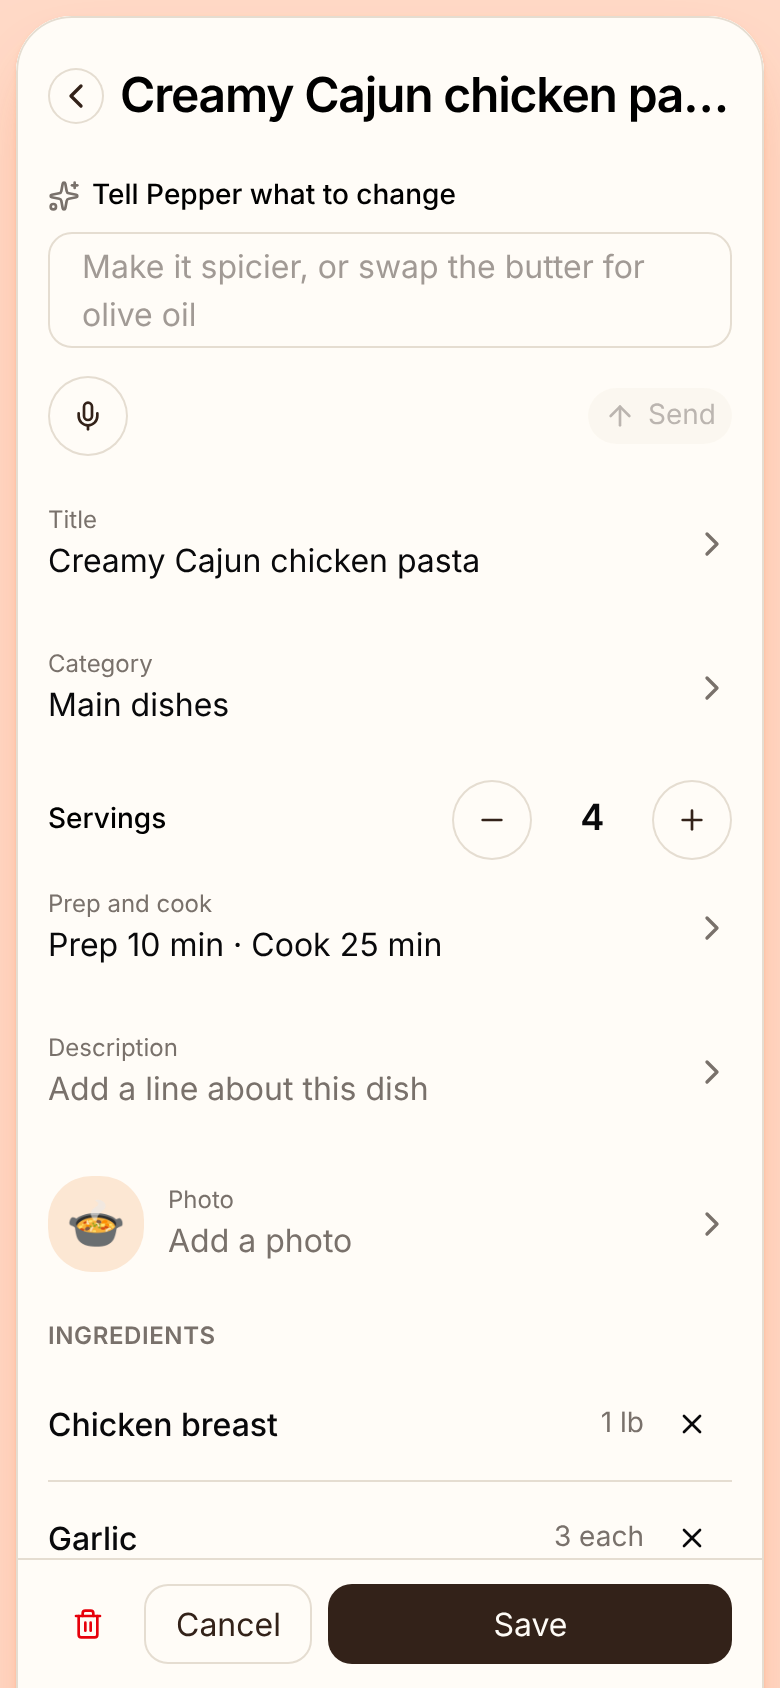 Creamy Cajun chicken pa...
Tell Pepper what to change
Make it spicier, or swap the butter for
olive oil
Send
Title
Creamy Cajun chicken pasta
Category
Main dishes
Servings
4
Prep and cook
Prep 10 min · Cook 25 min
Description
Add a line about this dish
Photo
Add a photo
INGREDIENTS
Chicken breast 1 lb
Garlic 3 each
Cancel Save